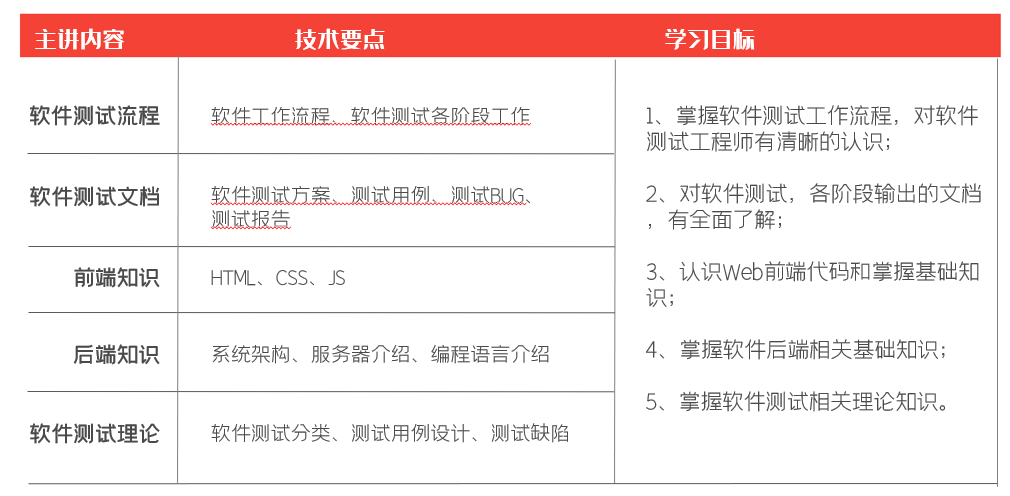 主讲内容 技术要点 学习目标
软件测试流程
软件工作流程、软件测试各阶段工作
软件测试文档
软件测试方案、测试用例、测试BUG、
测试报告
前端知识
HTML、CSS、JS
后端知识
系统架构、服务器介绍、编程语言介绍
软件测试理论
软件测试分类、测试用例设计、测试缺陷
1、掌握软件测试工作流程，对软件
测试工程师有清晰的认识；
2、对软件测试，各阶段输出的文档
，有全面了解；
3、认识Web前端代码和掌握基础知
识；
4、掌握软件后端相关基础知识；
5、掌握软件测试相关理论知识。